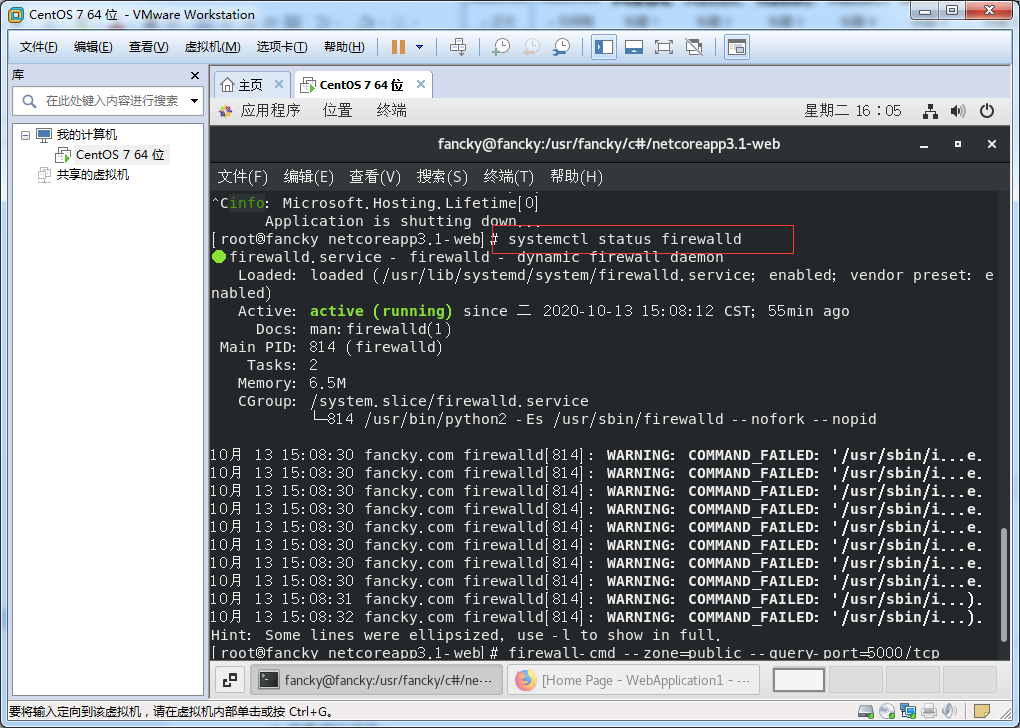 CentOS 7 64 位 - VMware Workstation
文件(F) 编辑(E) 查看(V) 虚拟机(M) 选项卡(T) 帮助(H)
库
在此处键入内容进行搜索
我的计算机
CentOS 7 64 位
共享的虚拟机
主页 CentOS 7 64 位
应用程序 位置 终端 星期二 16：05
fancky@fancky:/usr/fancky/c#/netcoreapp3.1-web
文件(F) 编辑(E) 查看(V) 搜索(S) 终端(T) 帮助(H)
^Cinfo: Microsoft.Hosting.Lifetime[0]
Application is shutting down...
[root@fancky netcoreapp3.1-web]# systemctl status firewalld
● firewalld.service - firewalld - dynamic firewall daemon
Loaded: loaded (/usr/lib/systemd/system/firewalld.service; enabled; vendor preset: e
nabled)
Active: active (running) since 二 2020-10-13 15:08:12 CST; 55min ago
Docs: man:firewalld(1)
Main PID: 814 (firewalld)
Tasks: 2
Memory: 6.5M
CGroup: /system.slice/firewalld.service
└─814 /usr/bin/python2 -Es /usr/sbin/firewalld --nofork --nopid
10月 13 15:08:30 fancky.com firewalld[814]: WARNING: COMMAND_FAILED: '/usr/sbin/i...e.
10月 13 15:08:30 fancky.com firewalld[814]: WARNING: COMMAND_FAILED: '/usr/sbin/i...e.
10月 13 15:08:30 fancky.com firewalld[814]: WARNING: COMMAND_FAILED: '/usr/sbin/i...e.
10月 13 15:08:30 fancky.com firewalld[814]: WARNING: COMMAND_FAILED: '/usr/sbin/i...e.
10月 13 15:08:30 fancky.com firewalld[814]: WARNING: COMMAND_FAILED: '/usr/sbin/i...e.
10月 13 15:08:30 fancky.com firewalld[814]: WARNING: COMMAND_FAILED: '/usr/sbin/i...e.
10月 13 15:08:30 fancky.com firewalld[814]: WARNING: COMMAND_FAILED: '/usr/sbin/i...e.
10月 13 15:08:30 fancky.com firewalld[814]: WARNING: COMMAND_FAILED: '/usr/sbin/i...e.
10月 13 15:08:31 fancky.com firewalld[814]: WARNING: COMMAND_FAILED: '/usr/sbin/i...).
10月 13 15:08:32 fancky.com firewalld[814]: WARNING: COMMAND_FAILED: '/usr/sbin/i...).
Hint: Some lines were ellipsized, use -l to show in full.
[root@fancky netcoreapp3.1-web]# firewall-cmd --zone=public --query-port=5000/tcp
fancky@fancky:/usr/fancky/c#/ne··· [Home Page - WebApplication1 - ···
要将输入定向到该虚拟机，请在虚拟机内部单击或按 Ctrl+G。